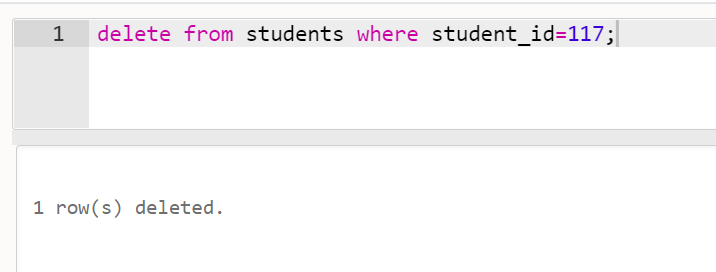 1 delete from students where student_id=117;
1 row(s) deleted.